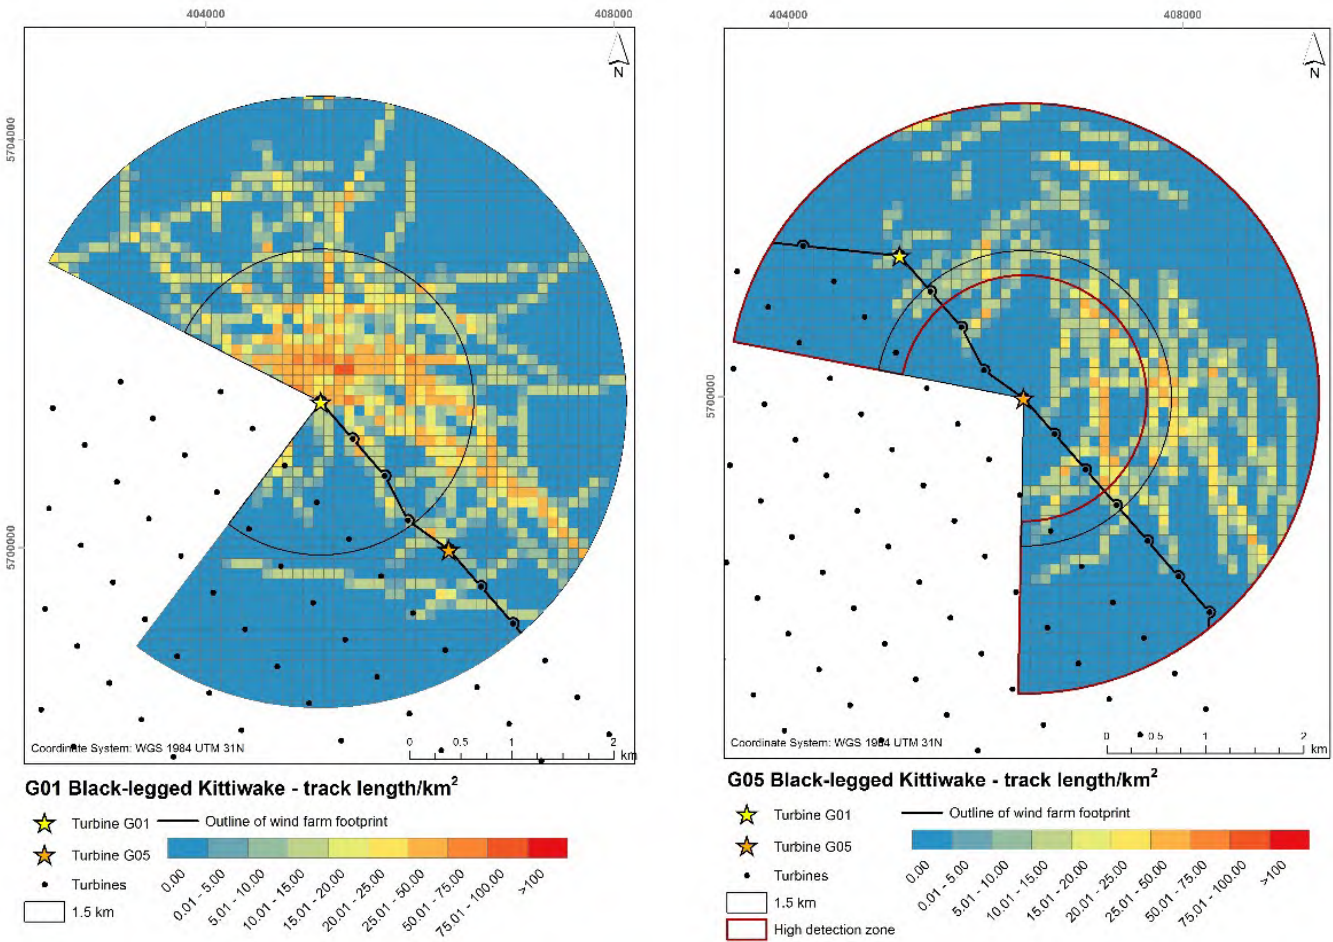 404000
408000
404000
408000
N
N
5704000
5700000
5700000
Coordinate System: WGS 1984 UTM 31N
0 0.5 1 2
km
Coordinate System: WGS 1984 UTM 31N
0 0.5 1 2
km
G01 Black-legged Kittiwake - track length/km²
Turbine G01
Outline of wind farm footprint
Turbine G05
Turbines
1.5 km
0.00
0.01 - 5.00
5.01 - 10.00
10.01 - 15.00
15.01 - 20.00
20.01 - 25.00
25.01 - 50.00
50.01 - 75.00
75.01 - 100.00
>100
G05 Black-legged Kittiwake - track length/km²
Turbine G01
Outline of wind farm footprint
Turbine G05
Turbines
1.5 km
High detection zone
0.00
0.01 - 5.00
5.01 - 10.00
10.01 - 15.00
15.01 - 20.00
20.01 - 25.00
25.01 - 50.00
50.01 - 75.00
75.01 - 100.00
>100